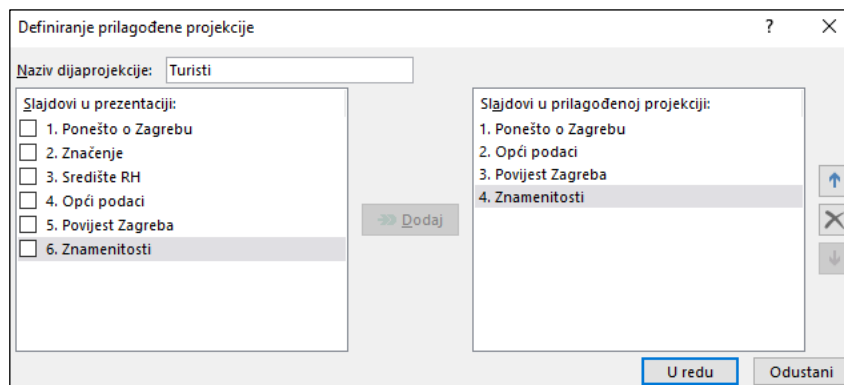 Definiranje prilagođene projekcije
Naziv dijaprojekcije: Turisti
Slajdovi u prezentaciji:
1. Ponešto o Zagrebu
2. Značenje
3. Središte RH
4. Opći podaci
5. Povijest Zagreba
6. Znamenitosti
Dodaj
Slajdovi u prilagođenoj projekciji:
1. Ponešto o Zagrebu
2. Opći podaci
3. Povijest Zagreba
4. Znamenitosti
U redu
Odustani